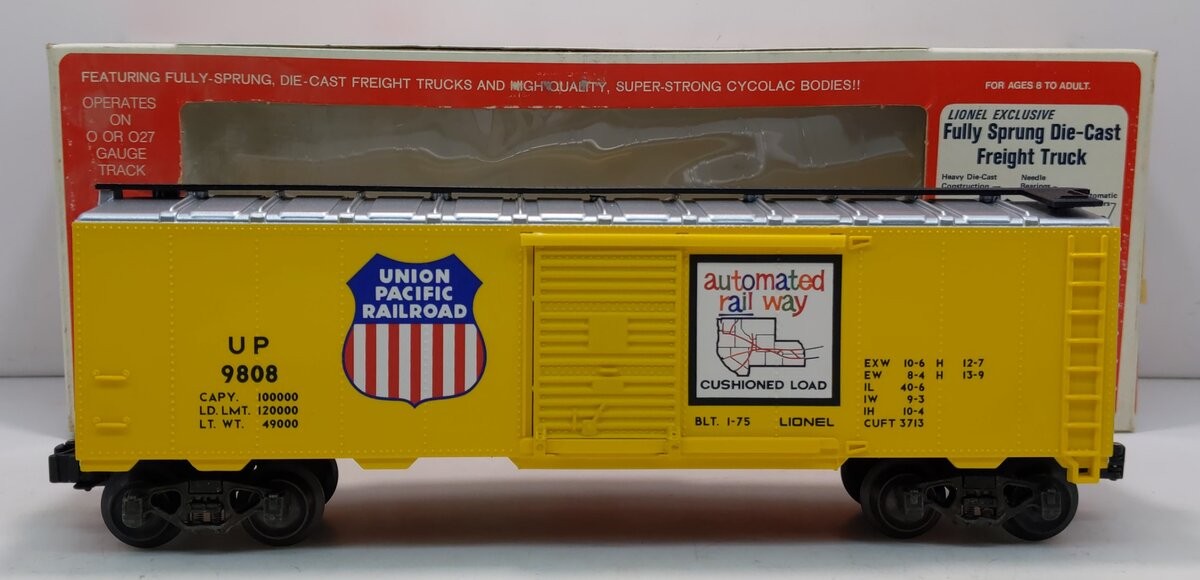 FEATURING FULLY-SPRUNG, DIE-CAST FREIGHT TRUCKS AND HIGH QUALITY, SUPER-STRONG CYCOLAC BODIES!!
FOR AGES 8 TO ADULT.
OPERATES
ON
O OR O27
GAUGE
TRACK
LIONEL EXCLUSIVE
Fully Sprung Die-Cast
Freight Truck
Heavy Die-Cast
Construction
Needle
Bearings
UNION
PACIFIC
RAILROAD
UP
9808
CAPY. 100000
LD. LMT. 120000
LT. WT. 49000
automated
rail way
CUSHIONED LOAD
BLT. 1-75 LIONEL
EXW 10-6 H 12-7
EW 8-4 H 13-9
IL 40-6
IW 9-3
IH 10-4
CUFT 3713